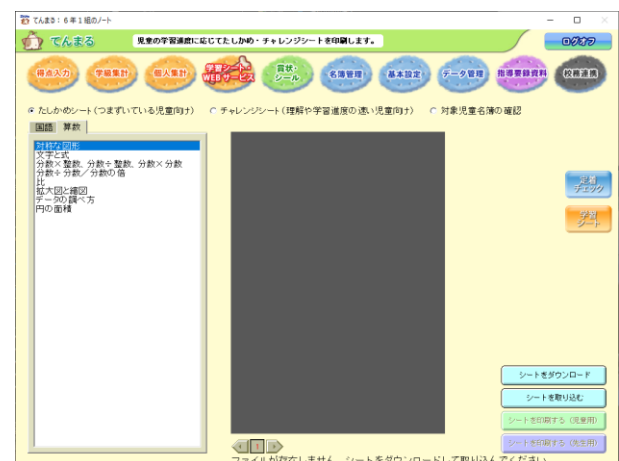 てんまる：6年1組のノート
てんまる
児童の学習進度に応じてたしかめ・チャレンジシートを印刷します。
ログオフ
得点入力
学級集計
個人集計
学習シートと
WEBサービス
賞状・
シール
名簿管理
基本設定
データ管理
指導要録資料
校務連携
たしかめシート(つまずいている児童向け)
チャレンジシート(理解や学習進度の速い児童向け)
対象児童名簿の確認
国語
算数
対称な図形
文字と式
分数×整数、分数÷整数、分数×分数
分数÷分数／分数の倍
比
拡大図と縮図
データの調べ方
円の面積
定着
チェック
学習
シート
シートをダウンロード
シートを取り込む
シートを印刷する（児童用）
シートを印刷する（先生用）
1
ファイルが存在しません。シートをダウンロードして取り込んでください。